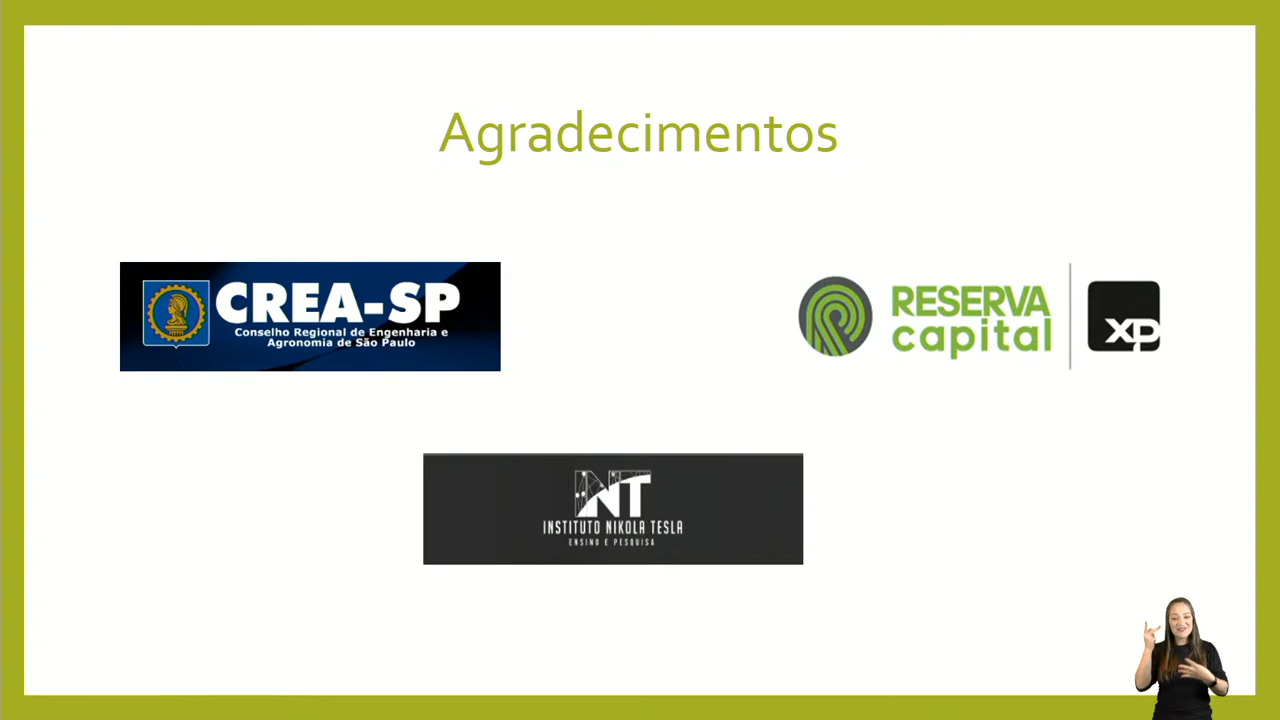 Agradecimentos
CREA-SP
Conselho Regional de Engenharia e
Agronomia de São Paulo
RESERVA
capital
XP
INT
INSTITUTO NIKOLA TESLA
ENSINO E PESQUISA